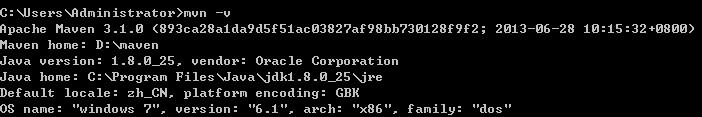 C:\Users\Administrator>mvn -v
Apache Maven 3.1.0 (893ca28a1da9d5f51ac03827af98bb730128f9f2; 2013-06-28 10:15:32+0800)
Maven home: D:\maven
Java version: 1.8.0_25, vendor: Oracle Corporation
Java home: C:\Program Files\Java\jdk1.8.0_25\jre
Default locale: zh_CN, platform encoding: GBK
OS name: "windows 7", version: "6.1", arch: "x86", family: "dos"